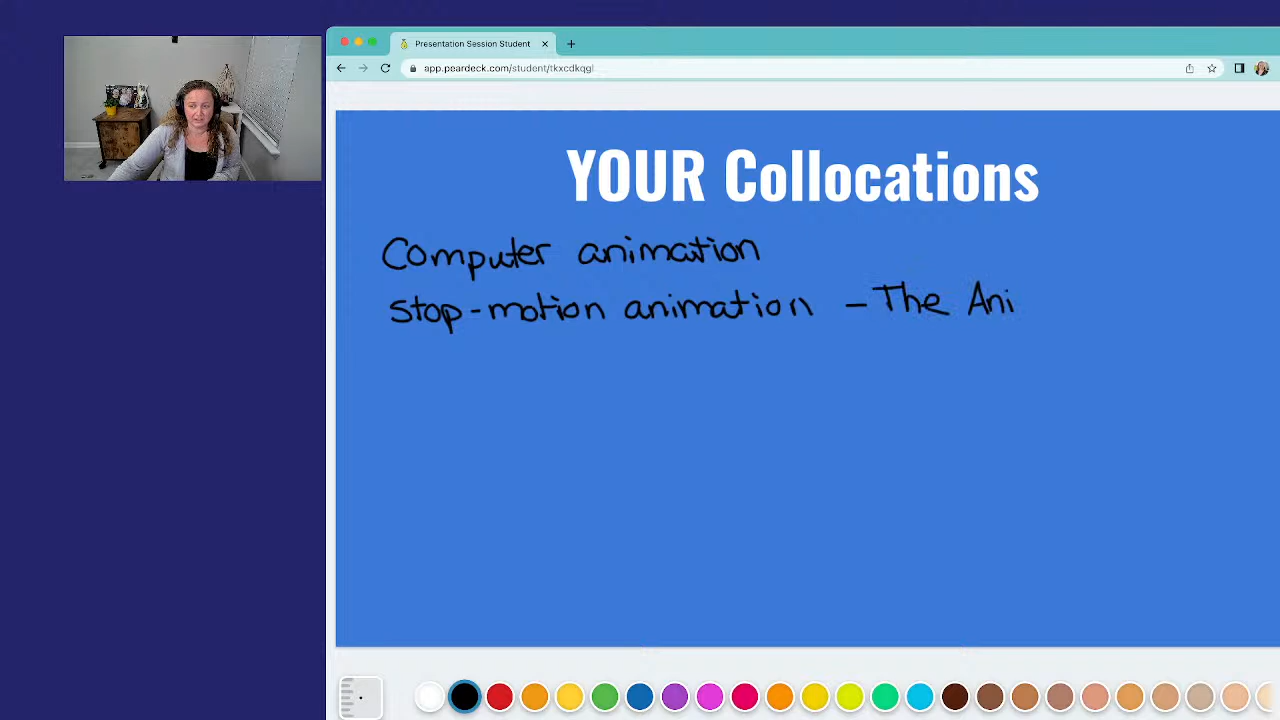 Presentation Session Student
app.peardeck.com/student/tkxcdkqgl
YOUR Collocations
Computer animation
stop-motion animation - The Ani